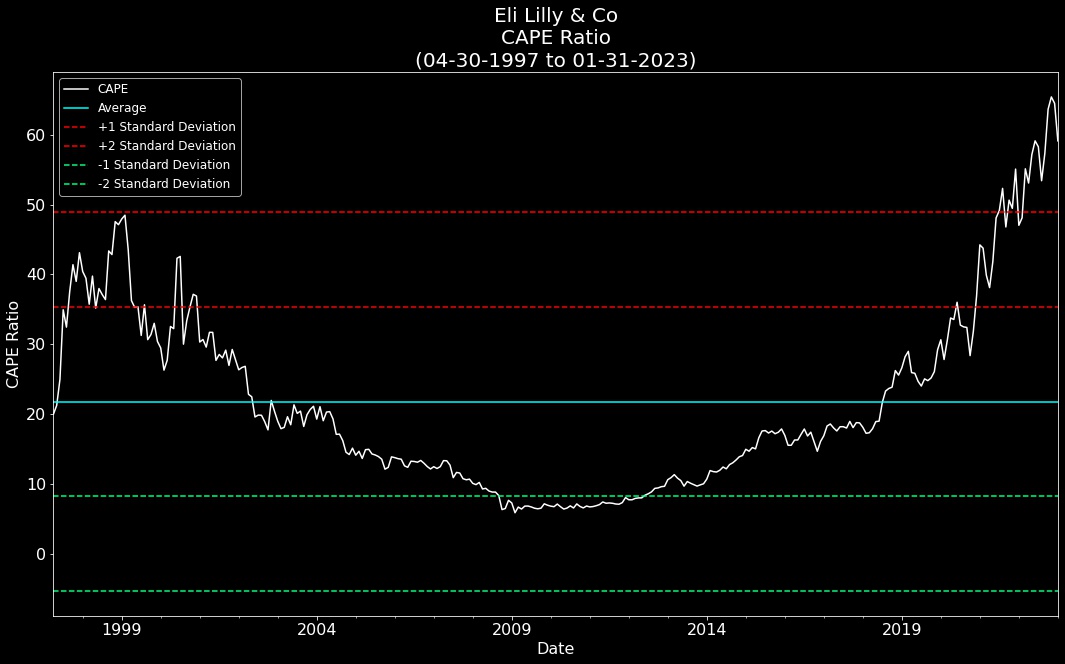 Eli Lilly & Co
CAPE Ratio
(04-30-1997 to 01-31-2023)
CAPE
Average
+1 Standard Deviation
+2 Standard Deviation
-1 Standard Deviation
-2 Standard Deviation
CAPE Ratio
60
50
40
30
20
10
0
1999 2004 2009 2014 2019
Date